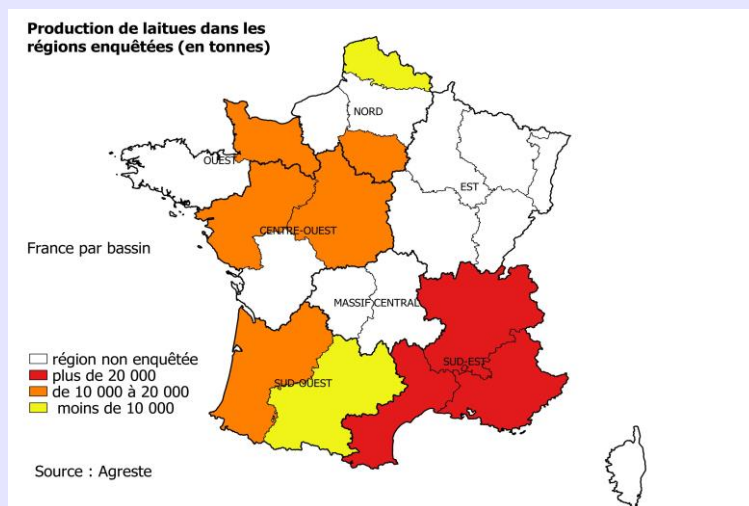 Production de laitues dans les
régions enquêtées (en tonnes)
NORD
OUEST
EST
CENTRE-OUEST
France par bassin
MASSIF CENTRAL
région non enquêtée
plus de 20 000
SUD-EST
de 10 000 à 20 000
SUD-OUEST
moins de 10 000
Source : Agreste